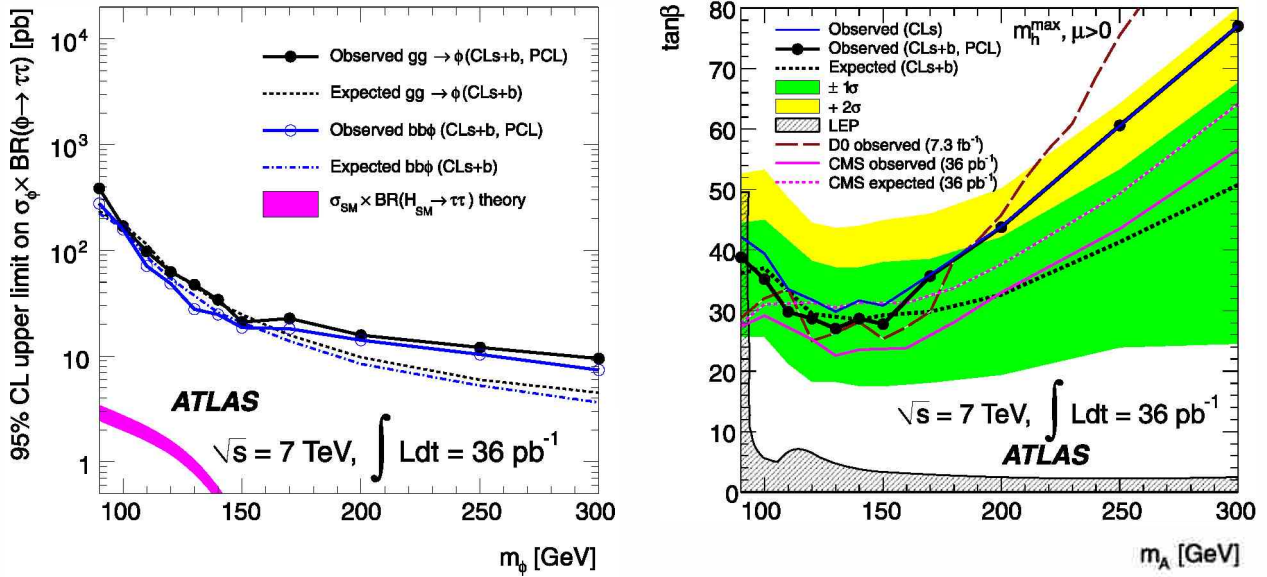 95% CL upper limit on σϕ× BR(ϕ→ ττ) [pb]
10⁴
10³
10²
10
1
Observed gg → ϕ(CLs+b, PCL)
Expected gg → ϕ(CLs+b)
Observed bbϕ (CLs+b, PCL)
Expected bbϕ (CLs+b)
σSM × BR(HSM→ ττ) theory
ATLAS
√s = 7 TeV, ∫ Ldt = 36 pb⁻¹
100 150 200 250 300
mϕ [GeV]
tanβ
80
70
60
50
40
30
20
10
0
mhmax, μ>0
Observed (CLs)
Observed (CLs+b, PCL)
Expected (CLs+b)
± 1σ
+ 2σ
LEP
D0 observed (7.3 fb⁻¹)
CMS observed (36 pb⁻¹)
CMS expected (36 pb⁻¹)
√s = 7 TeV, ∫ Ldt = 36 pb⁻¹
ATLAS
100 150 200 250 300
mA [GeV]